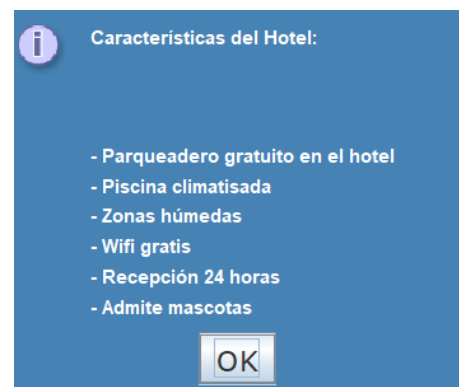 Características del Hotel:
- Parqueadero gratuito en el hotel
- Piscina climatisada
- Zonas húmedas
- Wifi gratis
- Recepción 24 horas
- Admite mascotas
OK